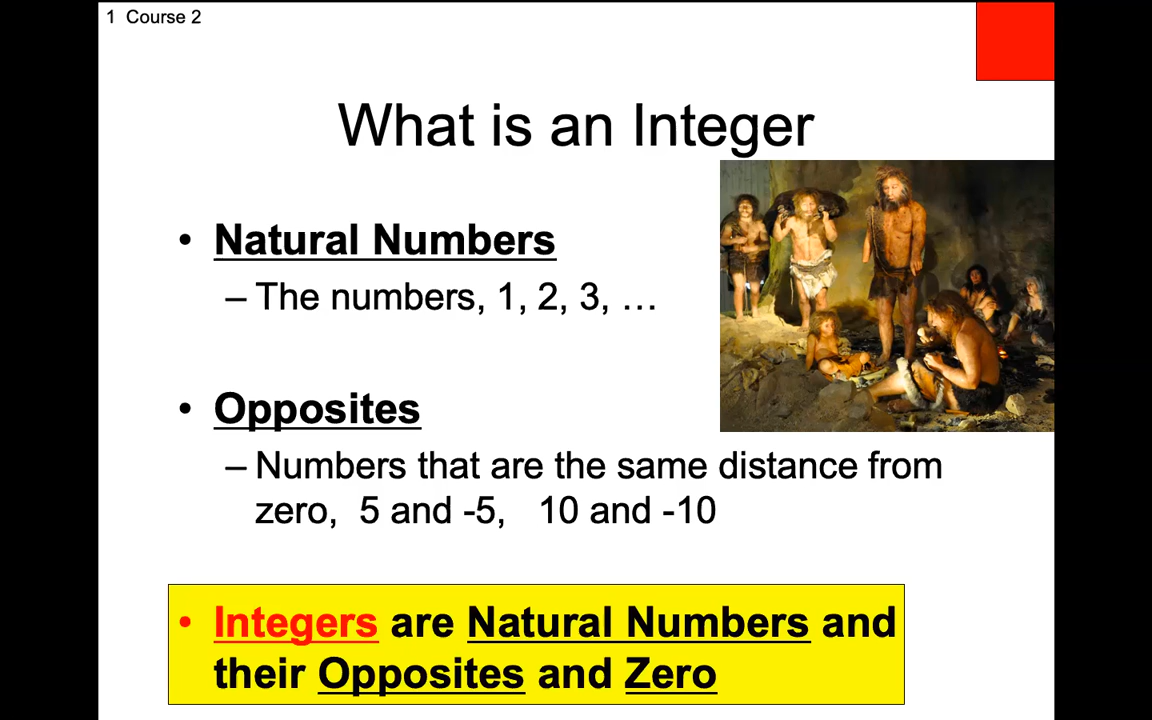 1 Course 2
What is an Integer
• Natural Numbers
– The numbers, 1, 2, 3, …
• Opposites
– Numbers that are the same distance from
zero, 5 and -5, 10 and -10
• Integers are Natural Numbers and
their Opposites and Zero